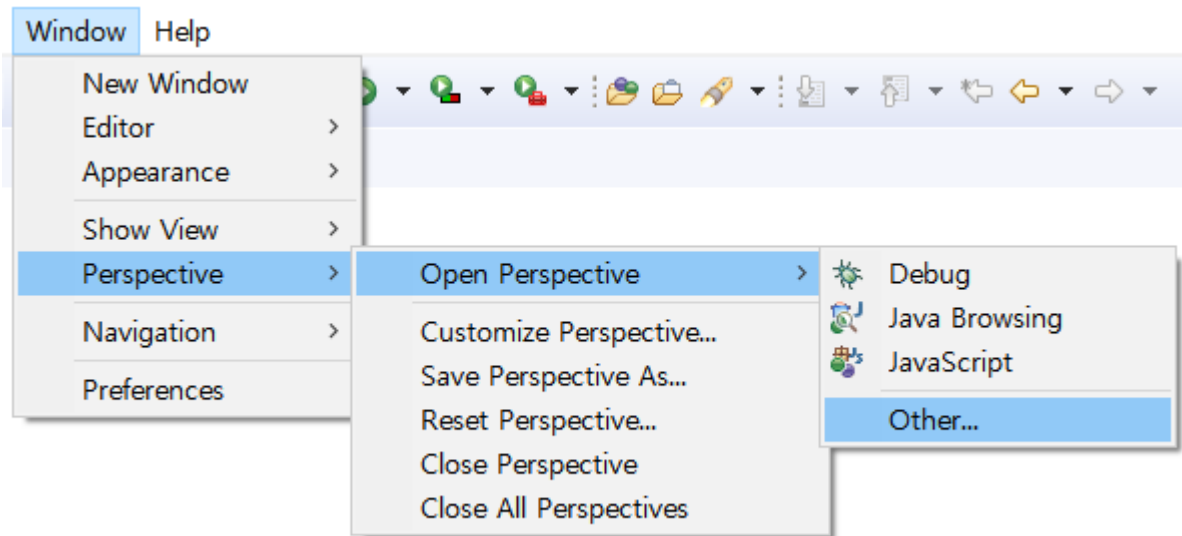 Window Help
New Window
Editor
Appearance
Show View
Perspective
Navigation
Preferences
Open Perspective
Customize Perspective...
Save Perspective As...
Reset Perspective...
Close Perspective
Close All Perspectives
Debug
Java Browsing
JavaScript
Other...